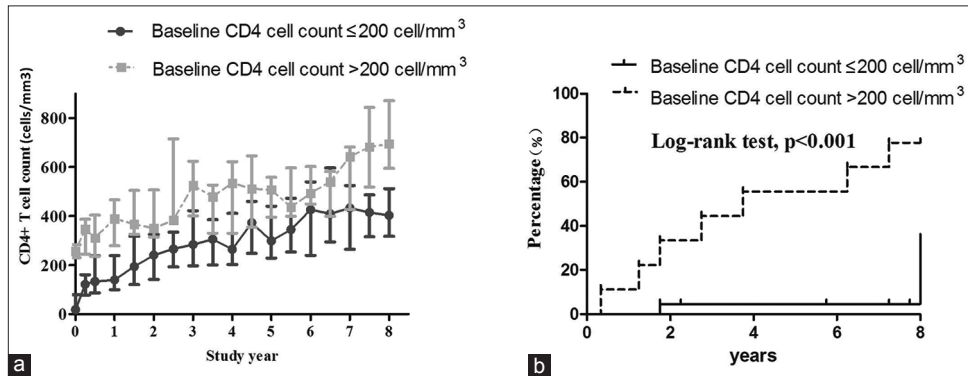 Baseline CD4 cell count ≤200 cell/mm³
Baseline CD4 cell count >200 cell/mm³
CD4+ T cell count (cells/mm3)
800
600
400
200
0
0 1 2 3 4 5 6 7 8
Study year
a
Baseline CD4 cell count ≤200 cell/mm³
Baseline CD4 cell count >200 cell/mm³
Log-rank test, p<0.001
Percentage(%)
100
80
60
40
20
0
0 2 4 6 8
years
b